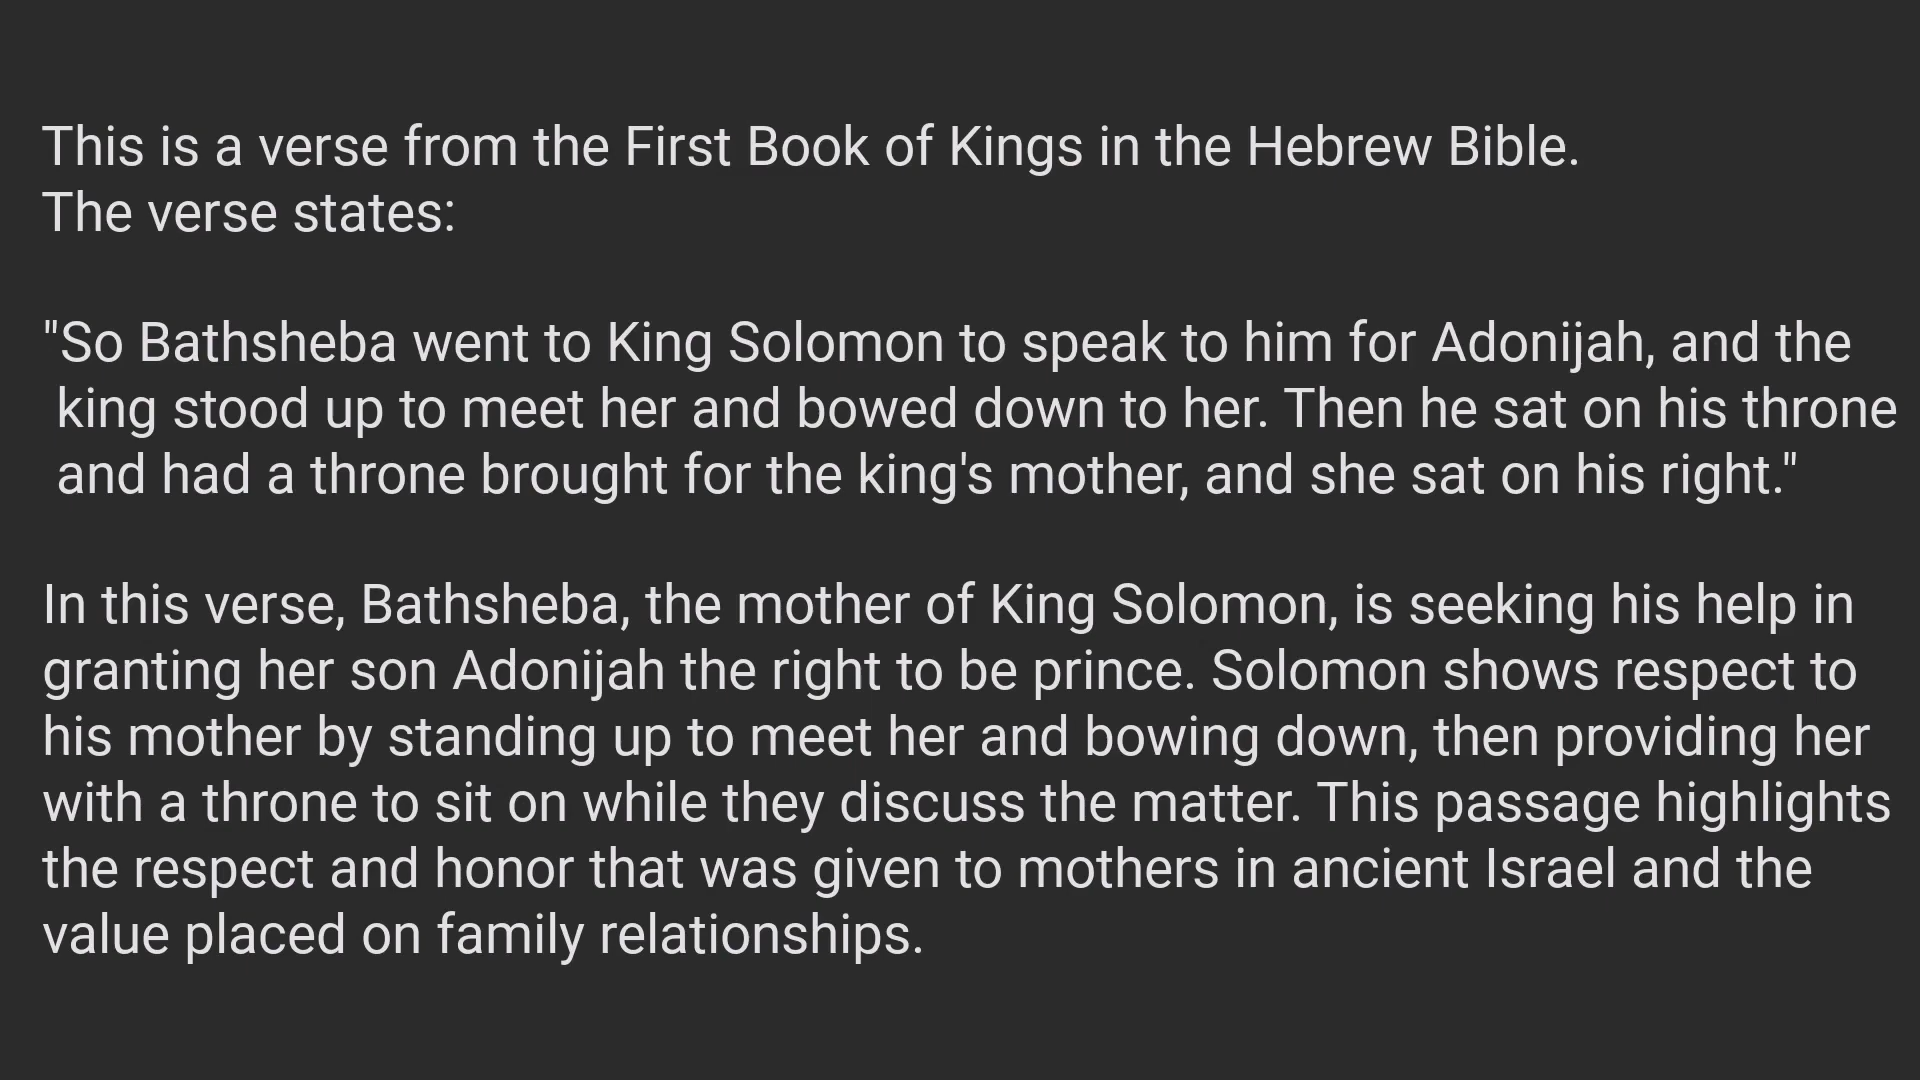 This is a verse from the First Book of Kings in the Hebrew Bible.
The verse states:
"So Bathsheba went to King Solomon to speak to him for Adonijah, and the
king stood up to meet her and bowed down to her. Then he sat on his throne
and had a throne brought for the king's mother, and she sat on his right."
In this verse, Bathsheba, the mother of King Solomon, is seeking his help in
granting her son Adonijah the right to be prince. Solomon shows respect to
his mother by standing up to meet her and bowing down, then providing her
with a throne to sit on while they discuss the matter. This passage highlights
the respect and honor that was given to mothers in ancient Israel and the
value placed on family relationships.